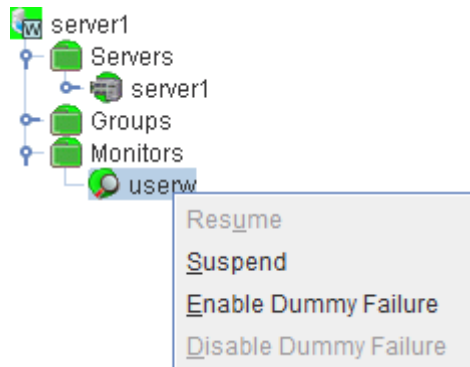 server1
Servers
server1
Groups
Monitors
userw
Resume
Suspend
Enable Dummy Failure
Disable Dummy Failure